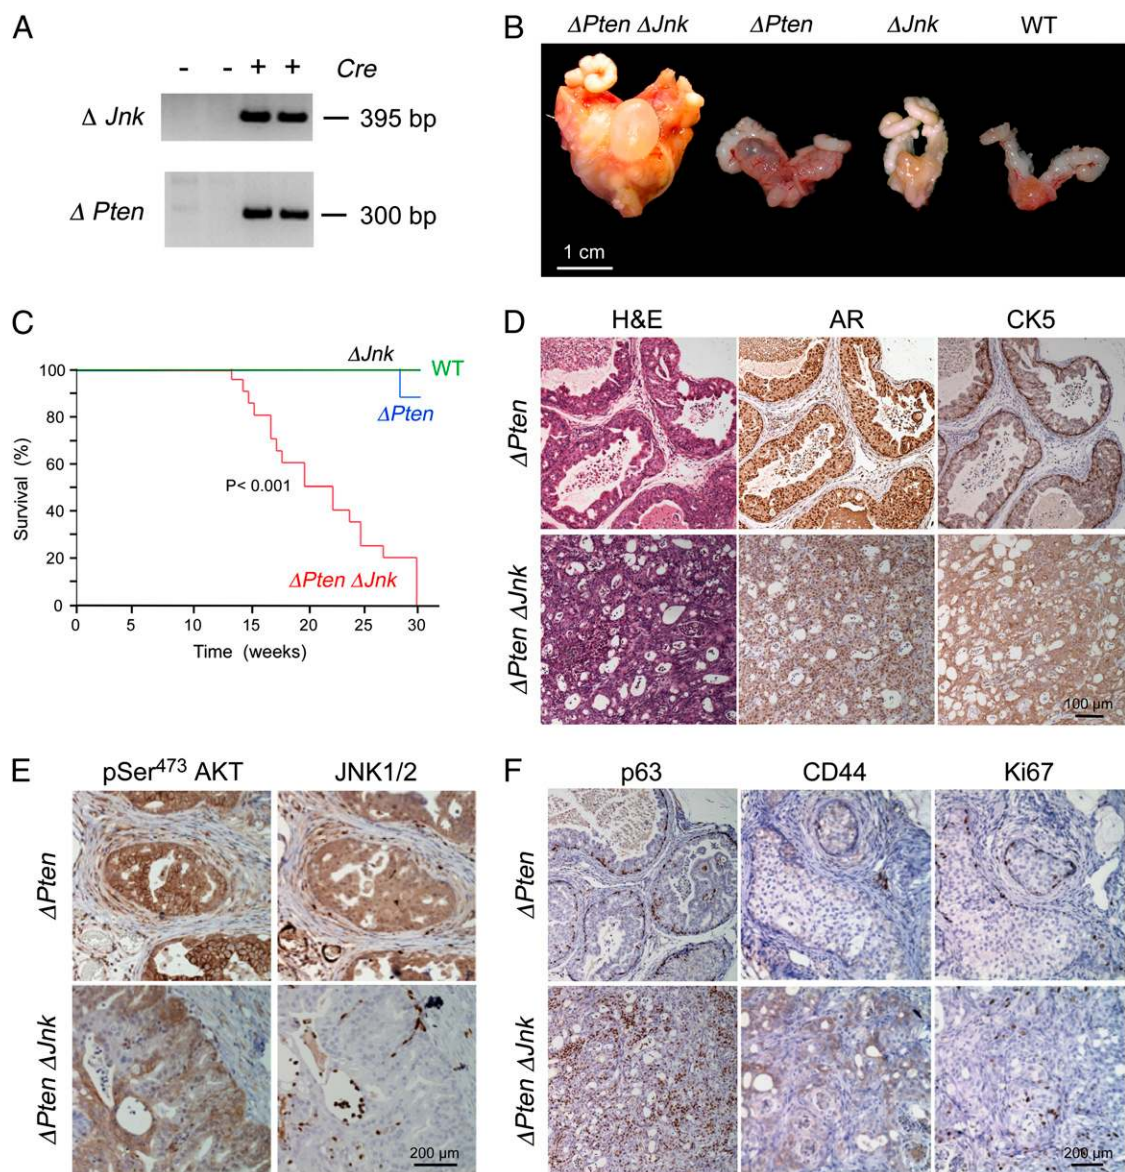 A
- - + + Cre
Δ Jnk 395 bp
Δ Pten 300 bp
B
ΔPten ΔJnk ΔPten ΔJnk WT
1 cm
C
ΔJnk WT
ΔPten
P< 0.001
ΔPten ΔJnk
Survival (%)
100
80
60
40
20
0
0 5 10 15 20 25 30
Time (weeks)
D
H&E AR CK5
ΔPten
ΔPten ΔJnk
100 µm
E
pSer⁴⁷³ AKT JNK1/2
ΔPten
ΔPten ΔJnk
200 µm
F
p63 CD44 Ki67
ΔPten
ΔPten ΔJnk
200 µm